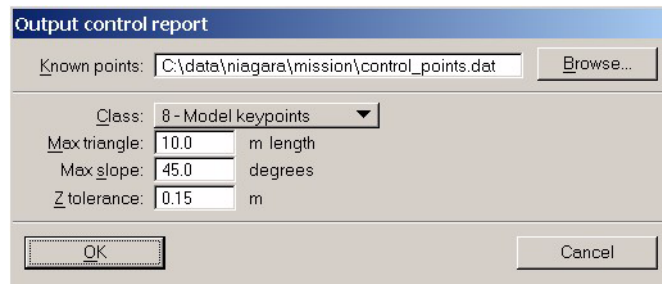 Output control report
Known points: C:\data\niagara\mission\control_points.dat Browse...
Class: 8 - Model keypoints
Max triangle: 10.0 m length
Max slope: 45.0 degrees
Z tolerance: 0.15 m
OK Cancel